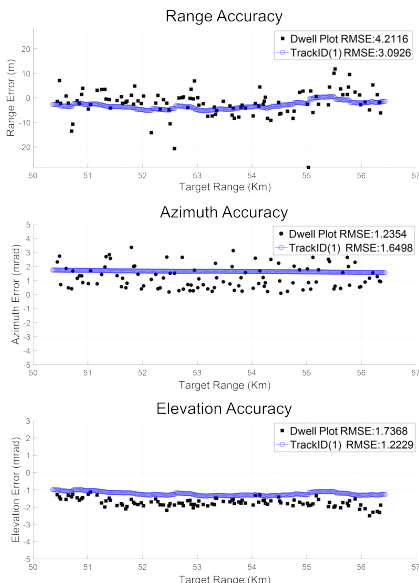 Range Accuracy
Range Error (m)
20
10
0
-10
-20
Dwell Plot RMSE:4.2116
TrackID(1) RMSE:3.0926
50 51 52 53 54 55 56 57
Target Range (Km)
Azimuth Accuracy
Azimuth Error (mrad)
5
4
3
2
1
0
-1
-2
-3
-4
-5
Dwell Plot RMSE:1.2354
TrackID(1) RMSE:1.6498
50 51 52 53 54 55 56 57
Target Range (Km)
Elevation Accuracy
Elevation Error (mrad)
3
2
1
0
-1
-2
-3
-4
-5
Dwell Plot RMSE:1.7368
TrackID(1) RMSE:1.2229
50 51 52 53 54 55 56 57
Target Range (Km)